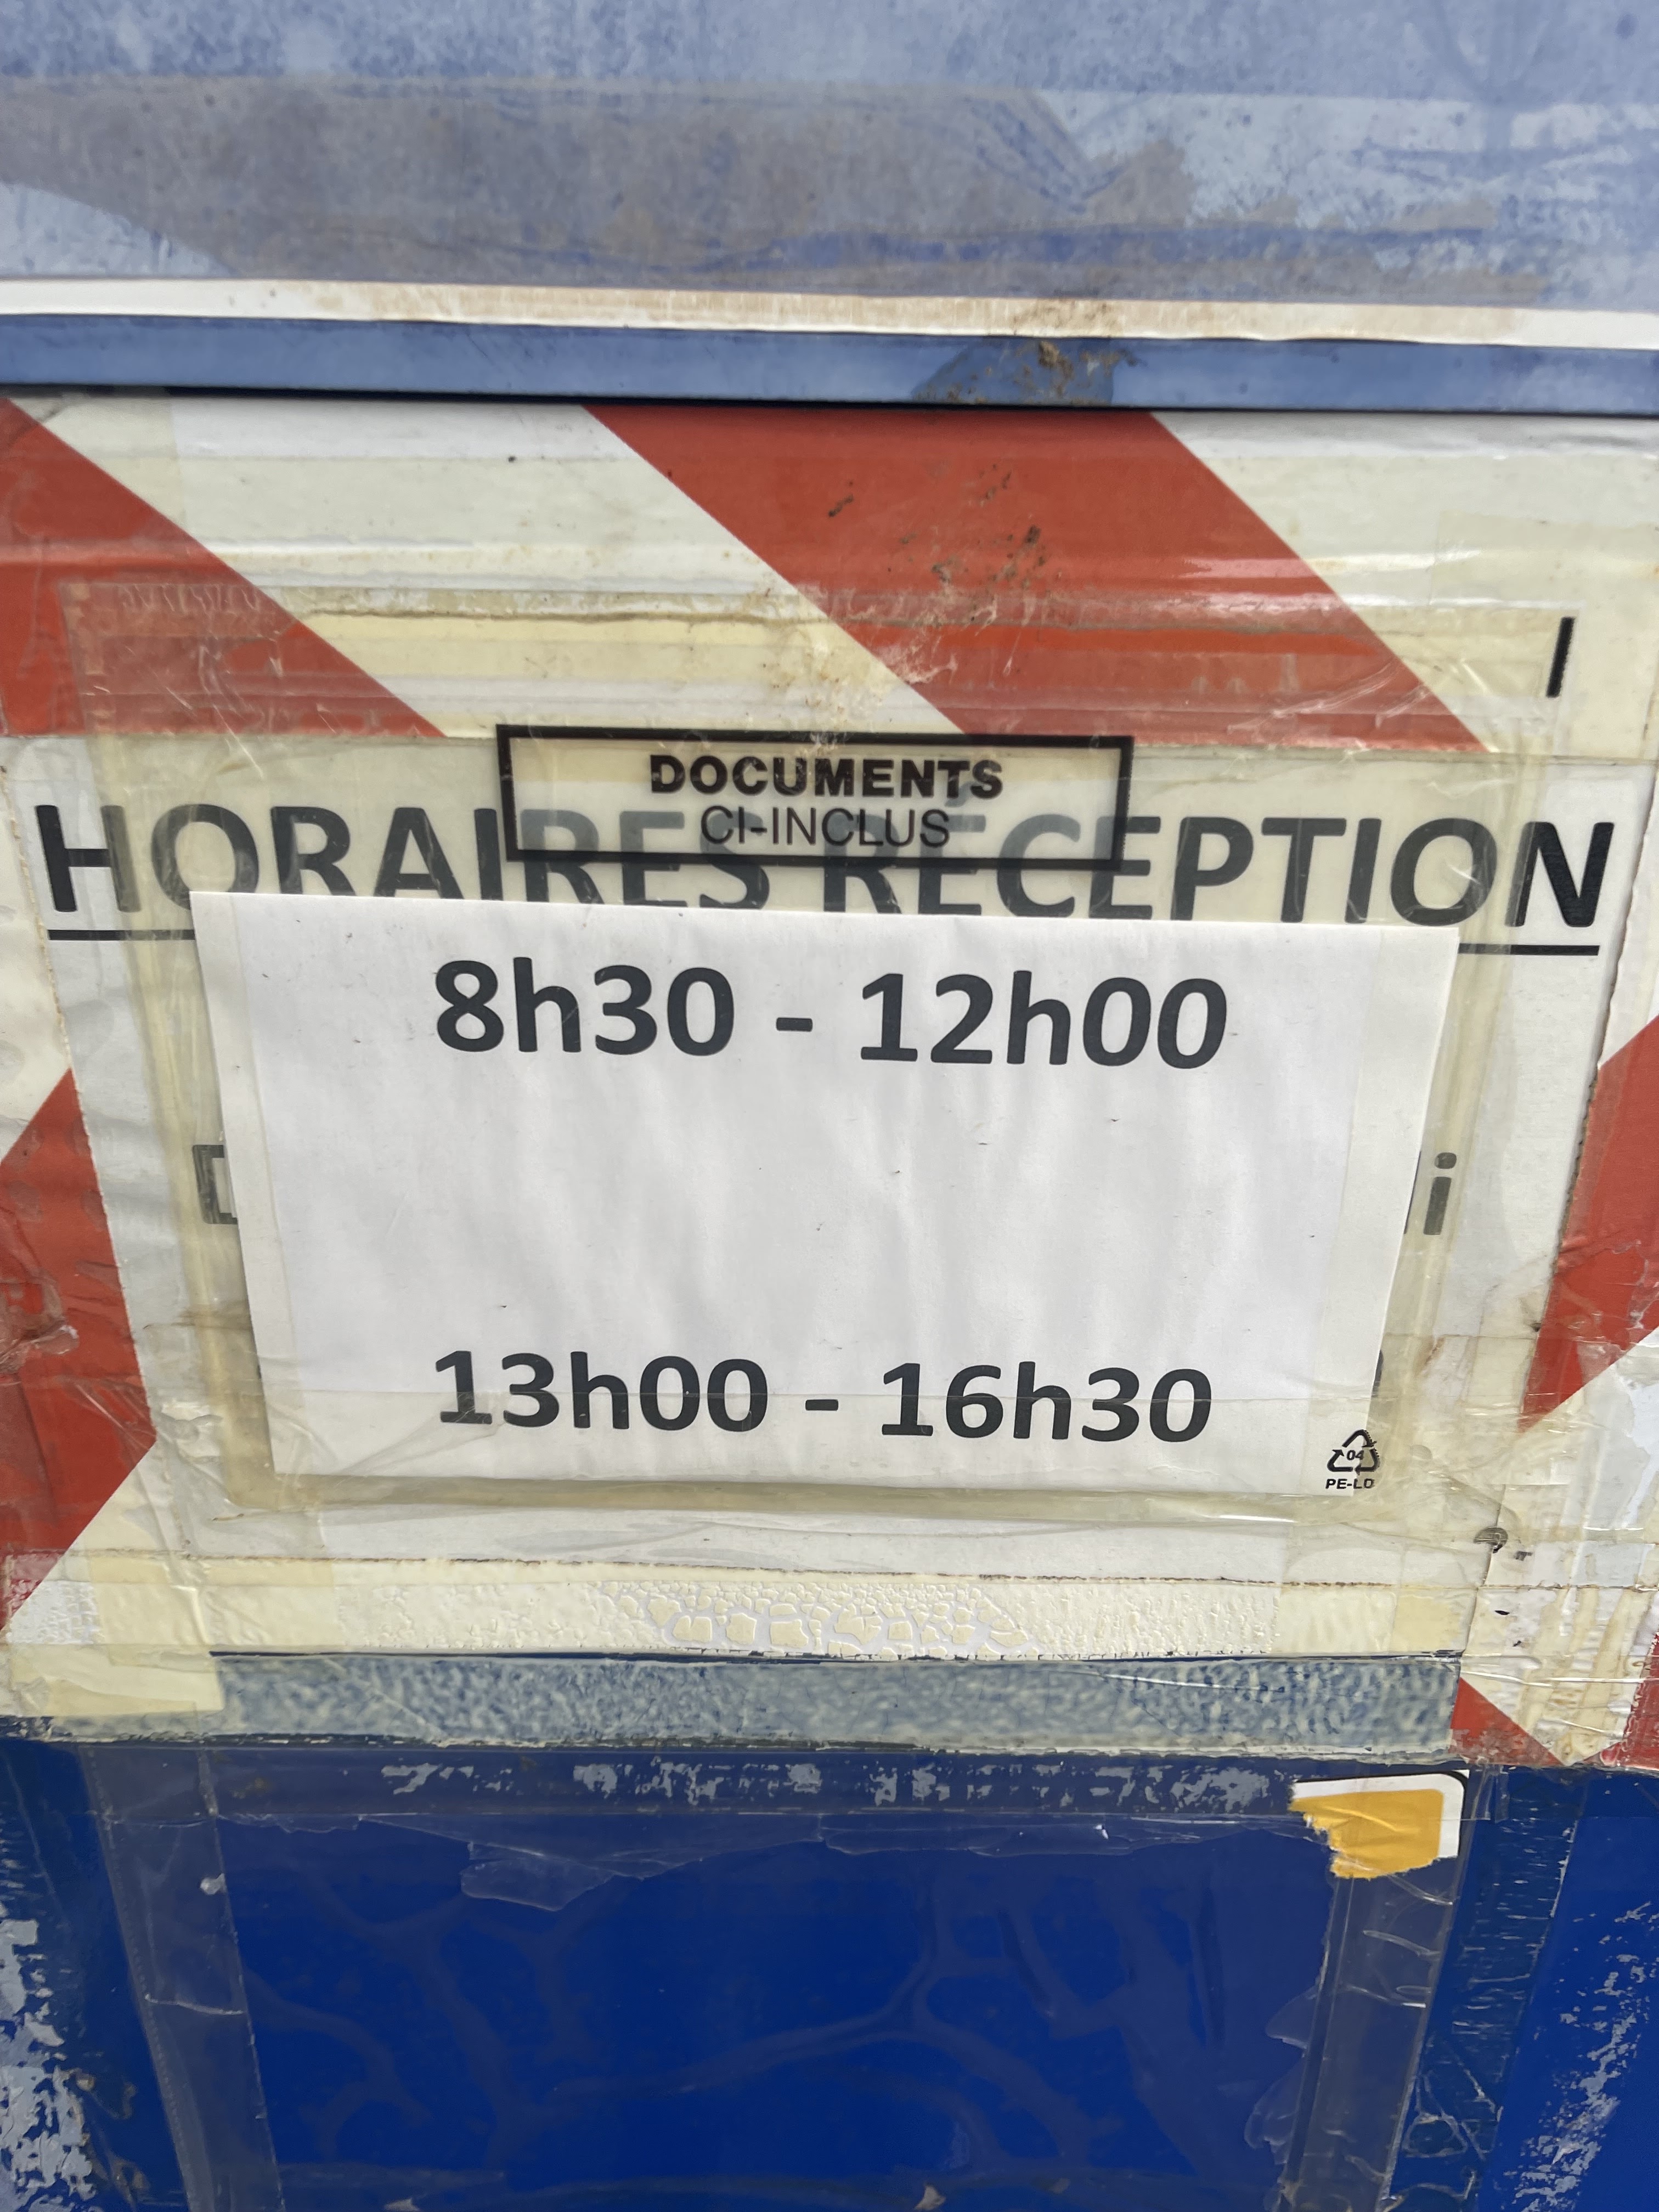 DOCUMENTS
CI-INCLUS
HORAIRES RÉCEPTION
8h30 - 12h00
13h00 - 16h30
04
PE-LD